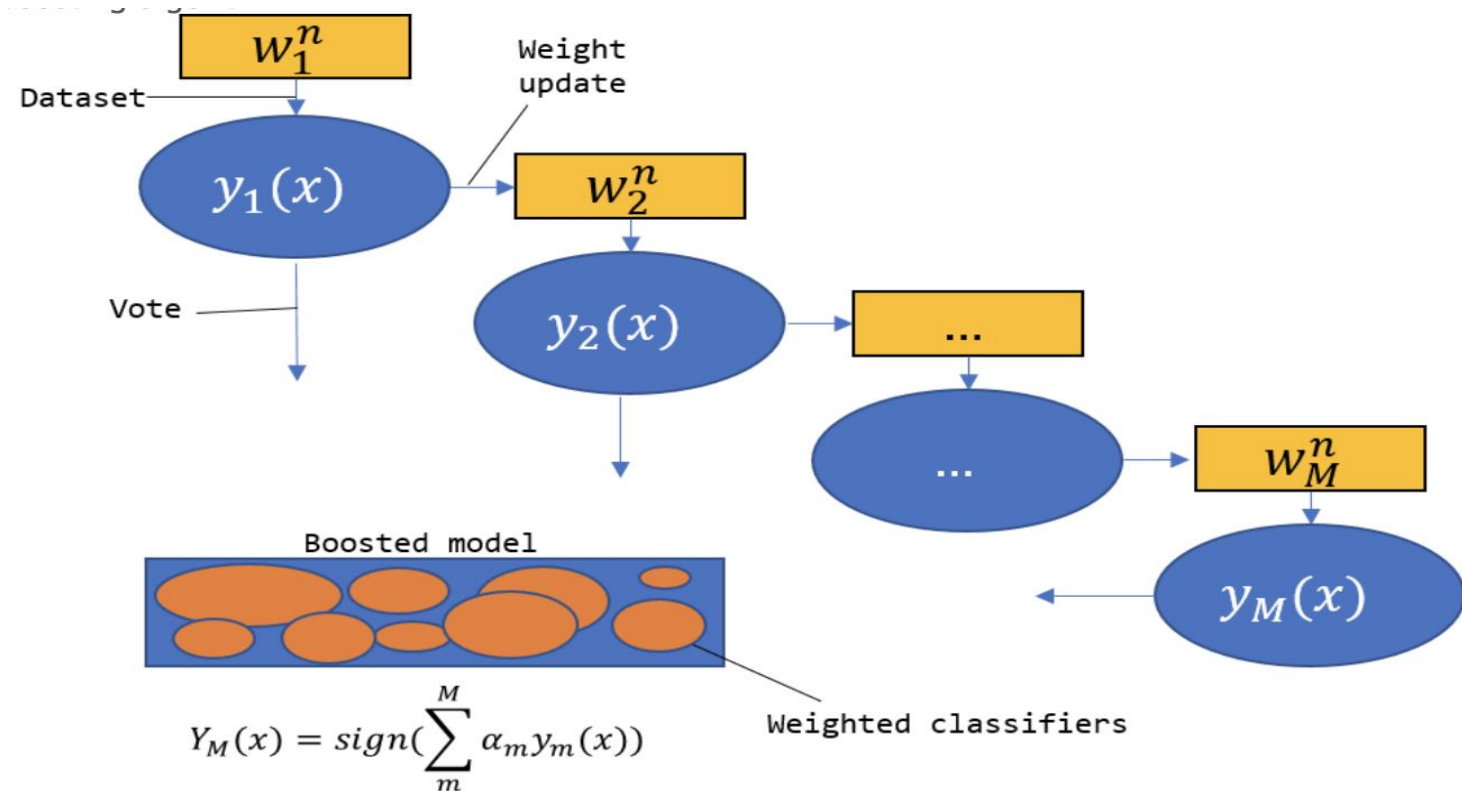 w_1^n
Weight
update
Dataset
y_1(x)
w_2^n
Vote
y_2(x)
...
...
w_M^n
Boosted model
y_M(x)
Weighted classifiers
Y_M(x) = sign(∑_m^M α_m y_m(x))